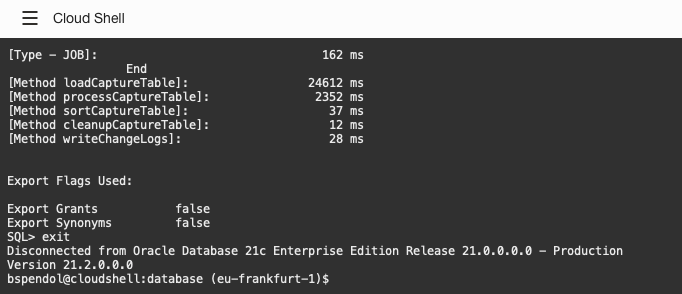 Cloud Shell
[Type - JOB]:                                 162 ms
                 End
[Method loadCaptureTable]:                 24612 ms
[Method processCaptureTable]:               2352 ms
[Method sortCaptureTable]:                    37 ms
[Method cleanupCaptureTable]:                 12 ms
[Method writeChangeLogs]:                     28 ms
Export Flags Used:
Export Grants           false
Export Synonyms         false
SQL> exit
Disconnected from Oracle Database 21c Enterprise Edition Release 21.0.0.0.0 - Production
Version 21.2.0.0.0
bspendol@cloudshell:database (eu-frankfurt-1)$